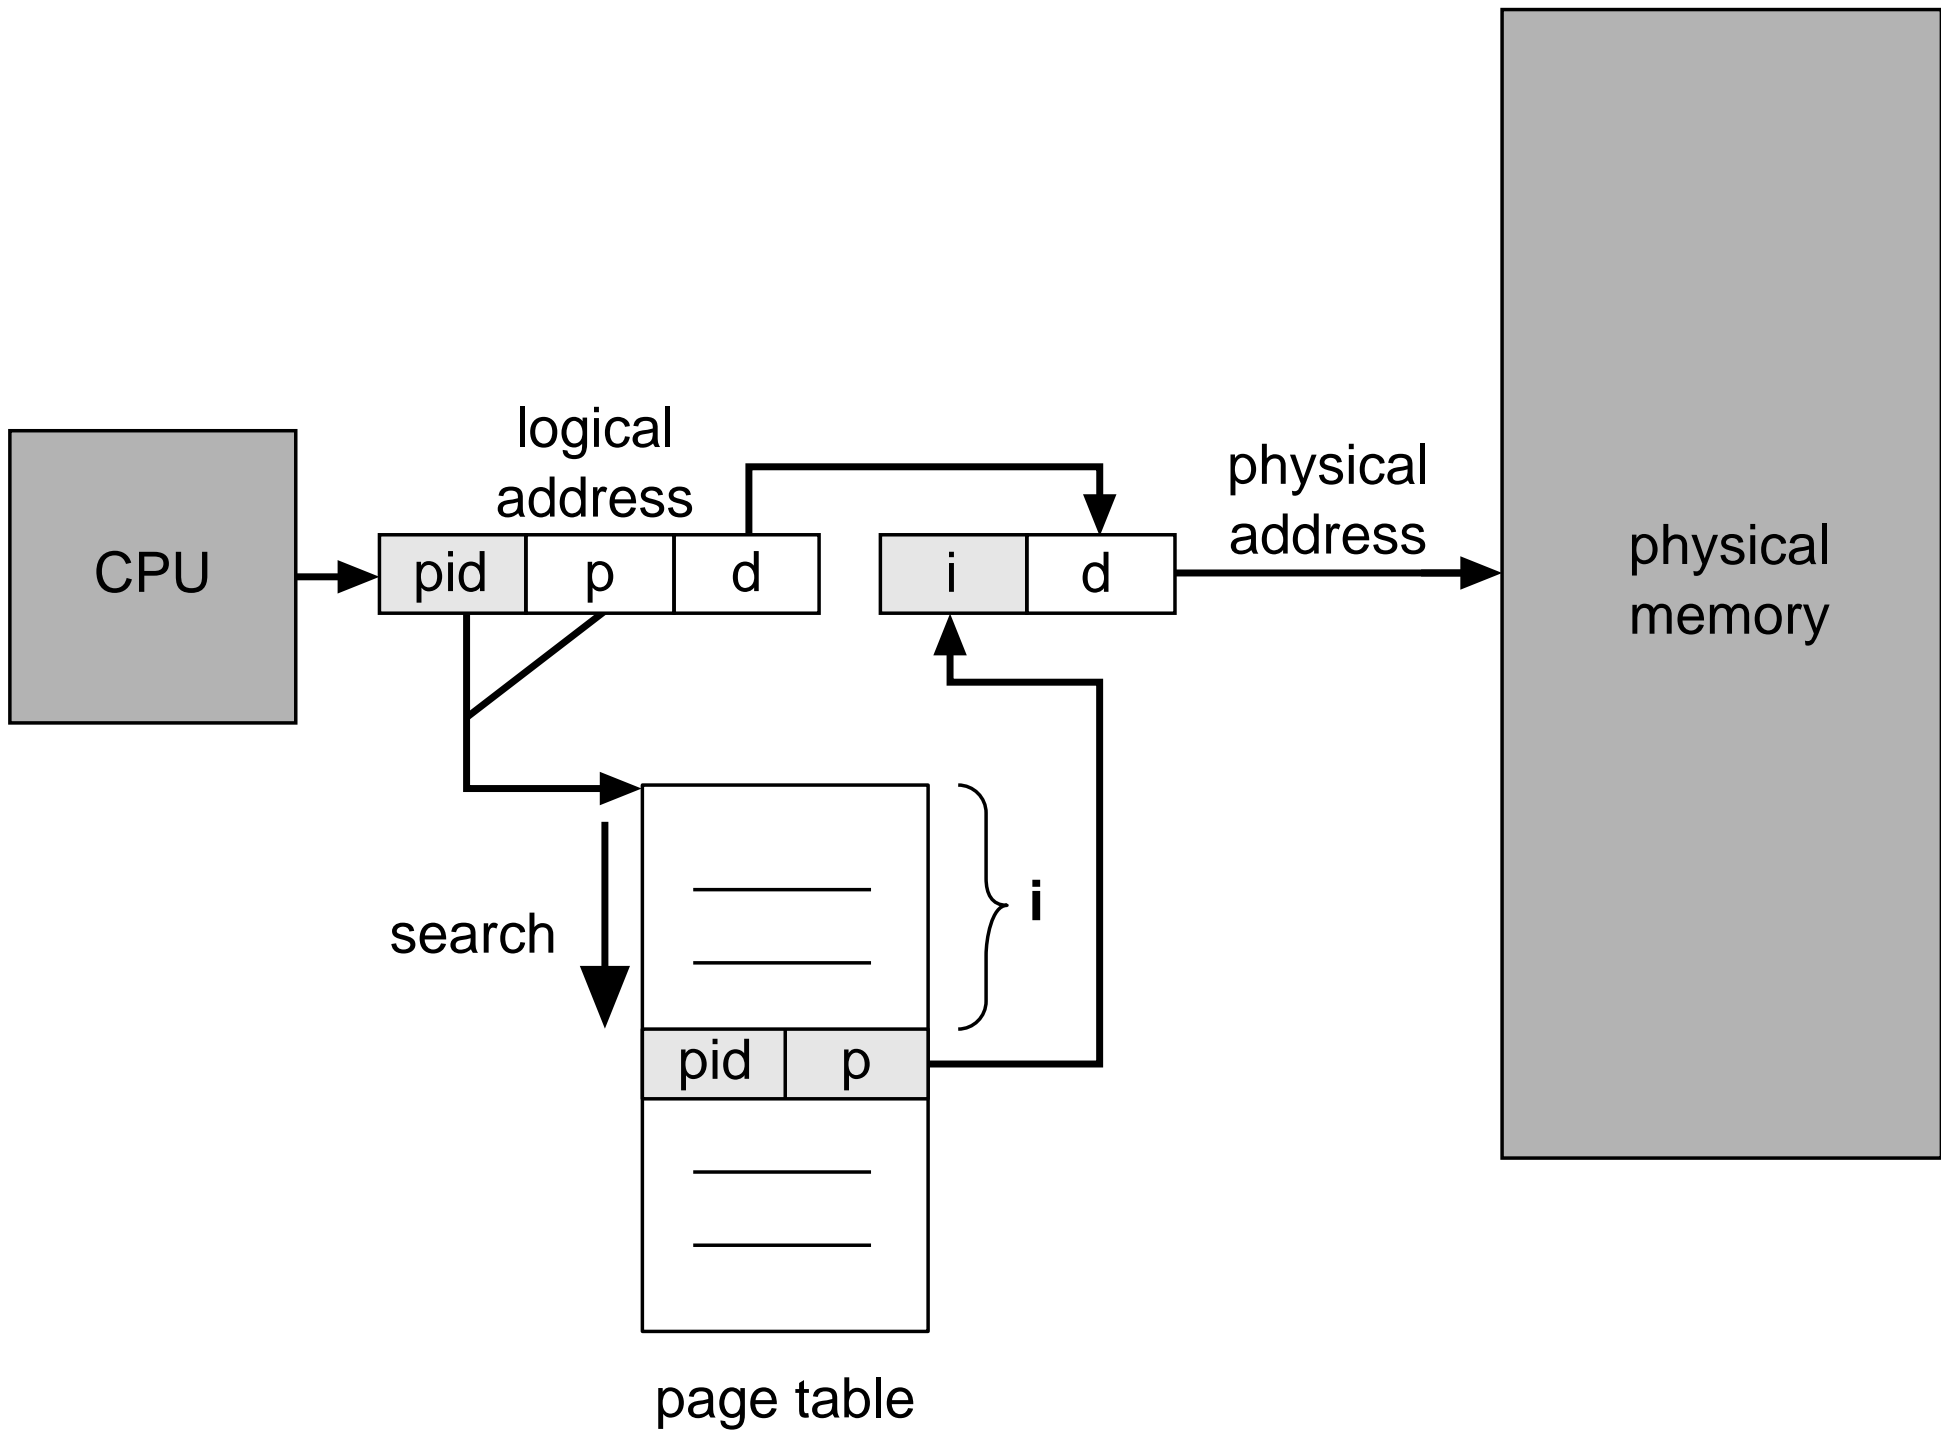 logical
address
physical
address
CPU
pid
p
d
i
d
physical
memory
search
i
pid
p
page table